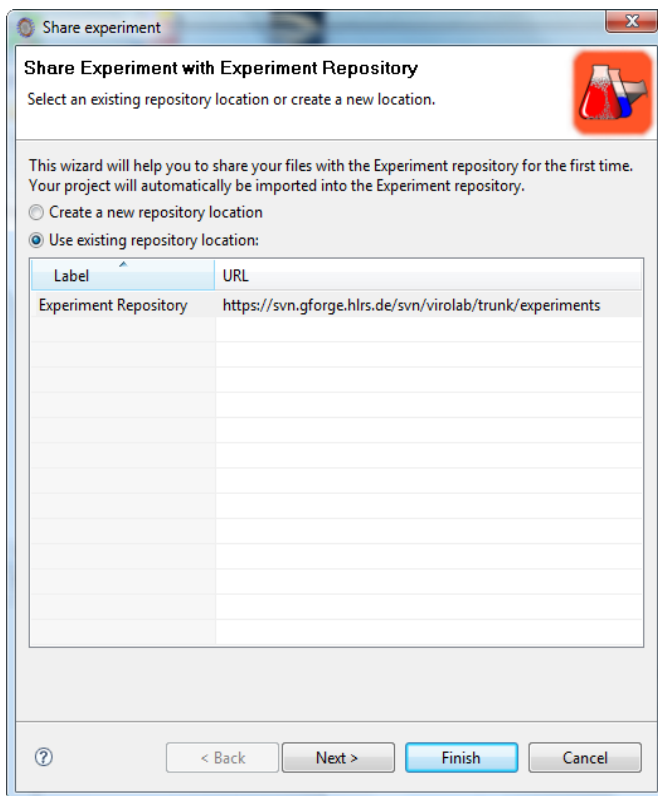 Share experiment
Share Experiment with Experiment Repository
Select an existing repository location or create a new location.
This wizard will help you to share your files with the Experiment repository for the first time.
Your project will automatically be imported into the Experiment repository.
Create a new repository location
Use existing repository location:
Label URL
Experiment Repository https://svn.gforge.hlrs.de/svn/virolab/trunk/experiments
? < Back Next > Finish Cancel